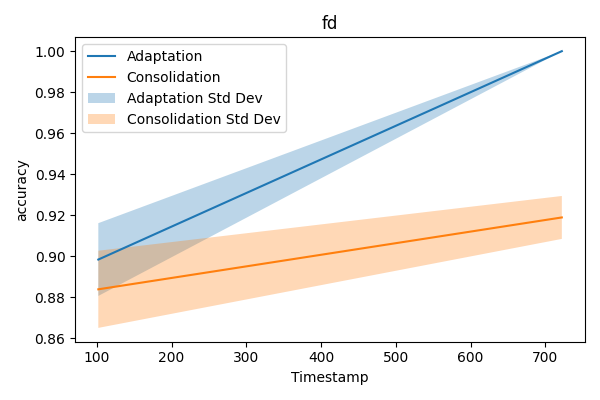 fd
1.00
0.98
0.96
0.94
0.92
0.90
0.88
0.86
accuracy
Adaptation
Consolidation
Adaptation Std Dev
Consolidation Std Dev
100 200 300 400 500 600 700
Timestamp